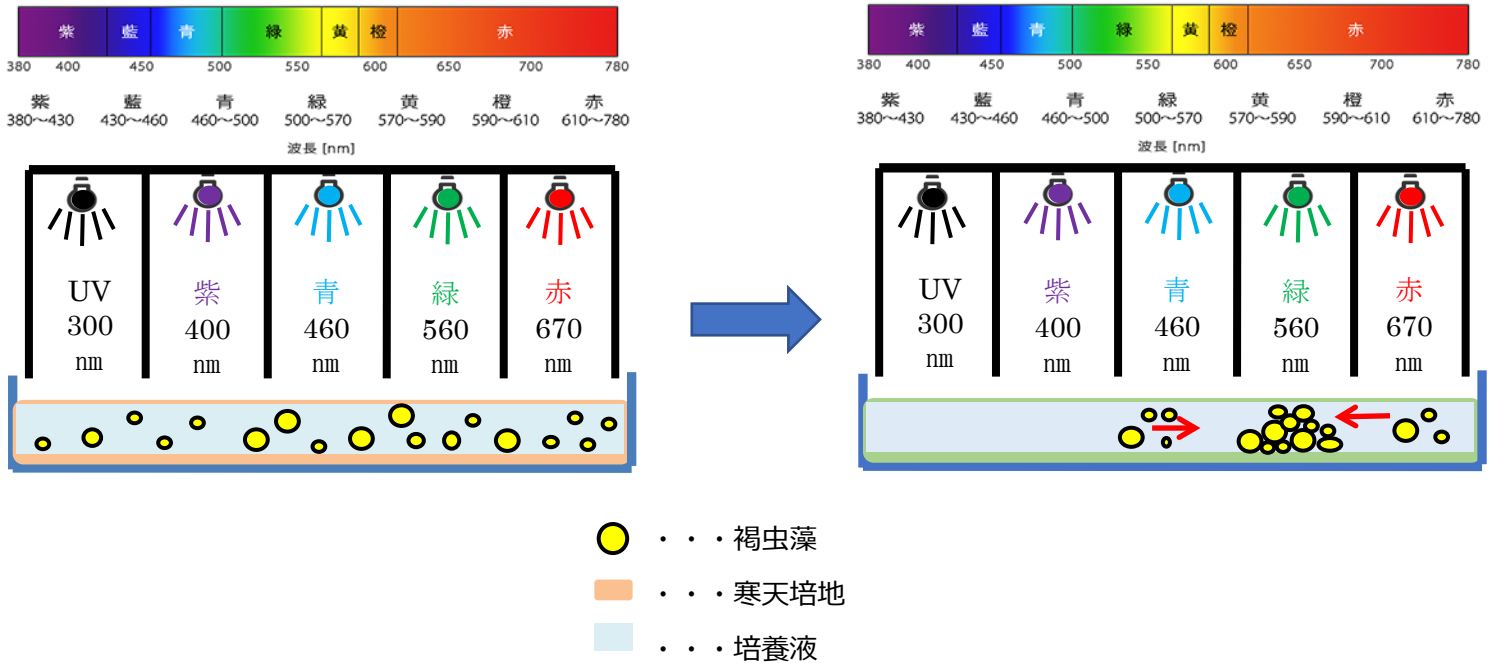 紫 藍 青 緑 黄 橙 赤
380 400 450 500 550 600 650 700 780
紫 藍 青 緑 黄 橙 赤
380～430 430～460 460～500 500～570 570～590 590～610 610～780
波長 [nm]
UV 紫 青 緑 赤
300 400 460 560 670
nm nm nm nm nm
紫 藍 青 緑 黄 橙 赤
380 400 450 500 550 600 650 700 780
紫 藍 青 緑 黄 橙 赤
380～430 430～460 460～500 500～570 570～590 590～610 610～780
波長 [nm]
UV 紫 青 緑 赤
300 400 460 560 670
nm nm nm nm nm
・・・褐虫藻
・・・寒天培地
・・・培養液